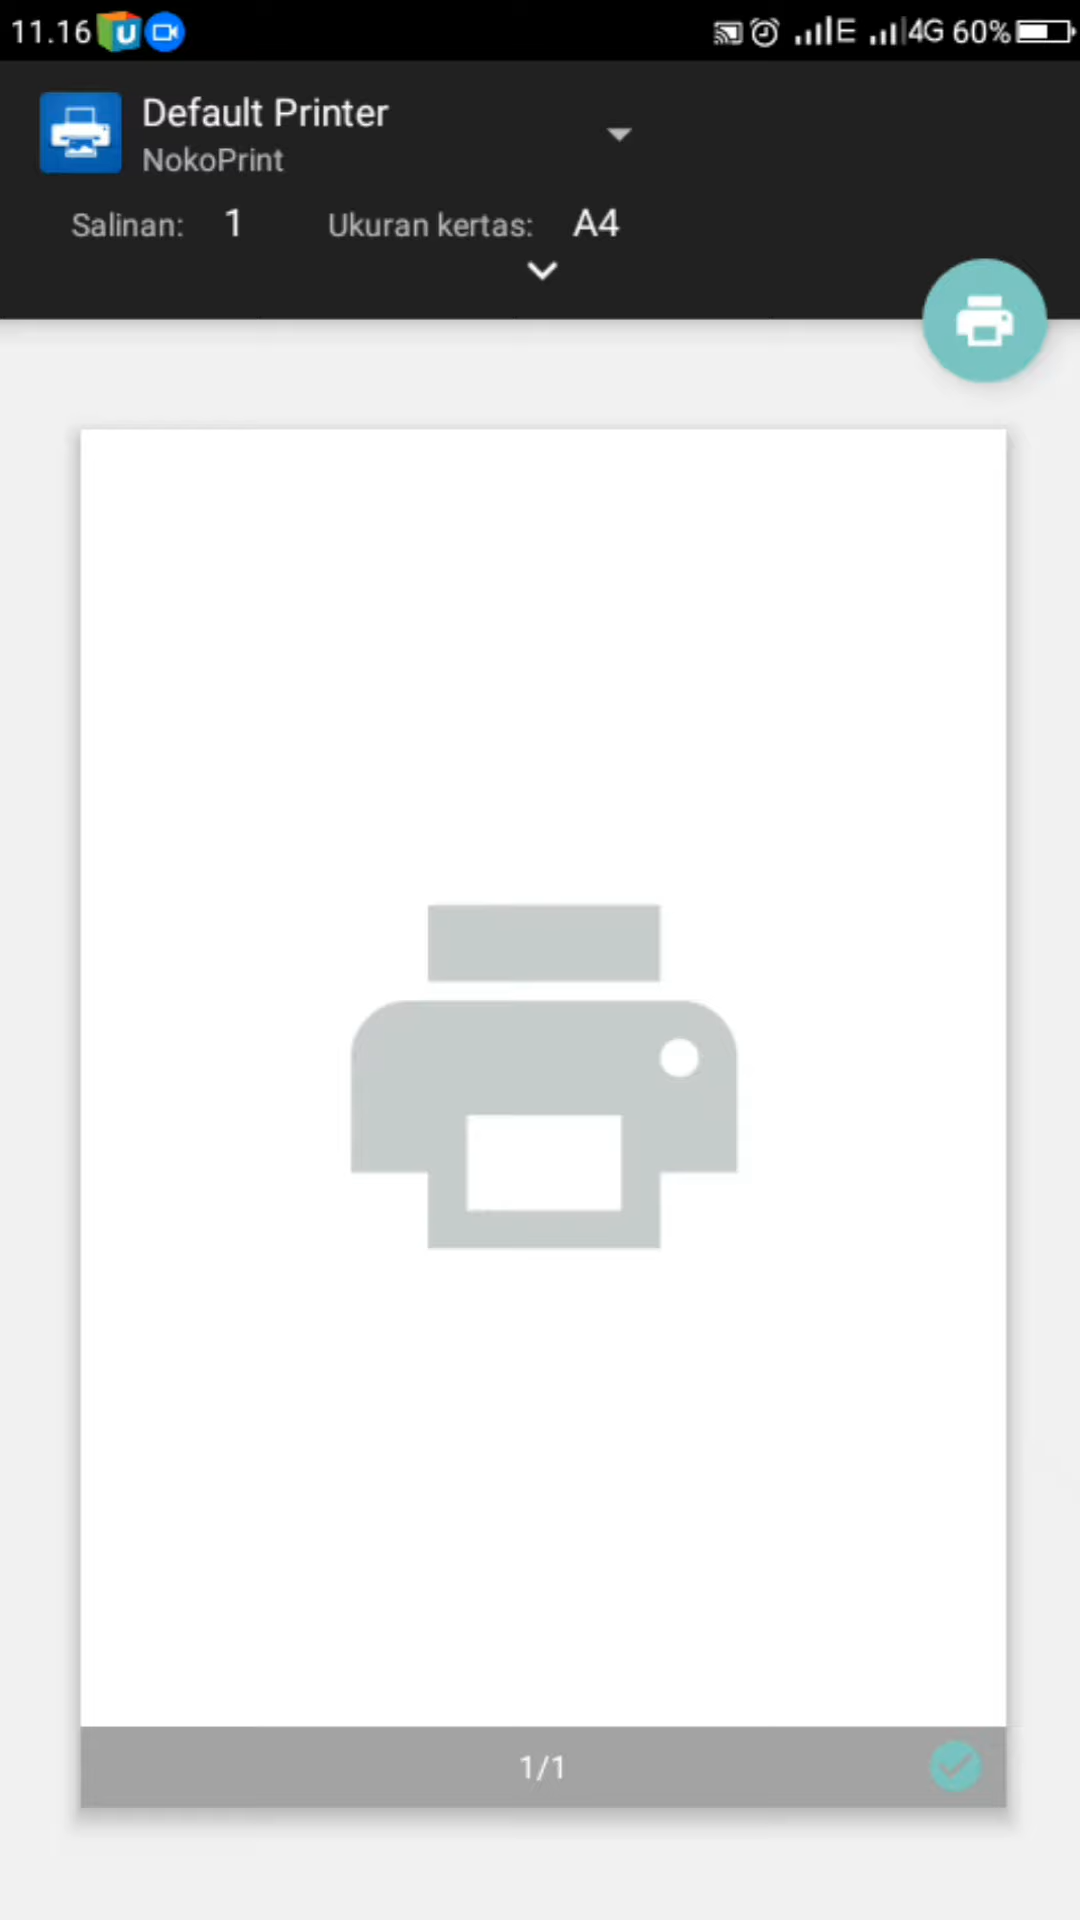 11.16 U E 4G 60%
Default Printer
NokoPrint
Salinan: 1 Ukuran kertas: A4
1/1